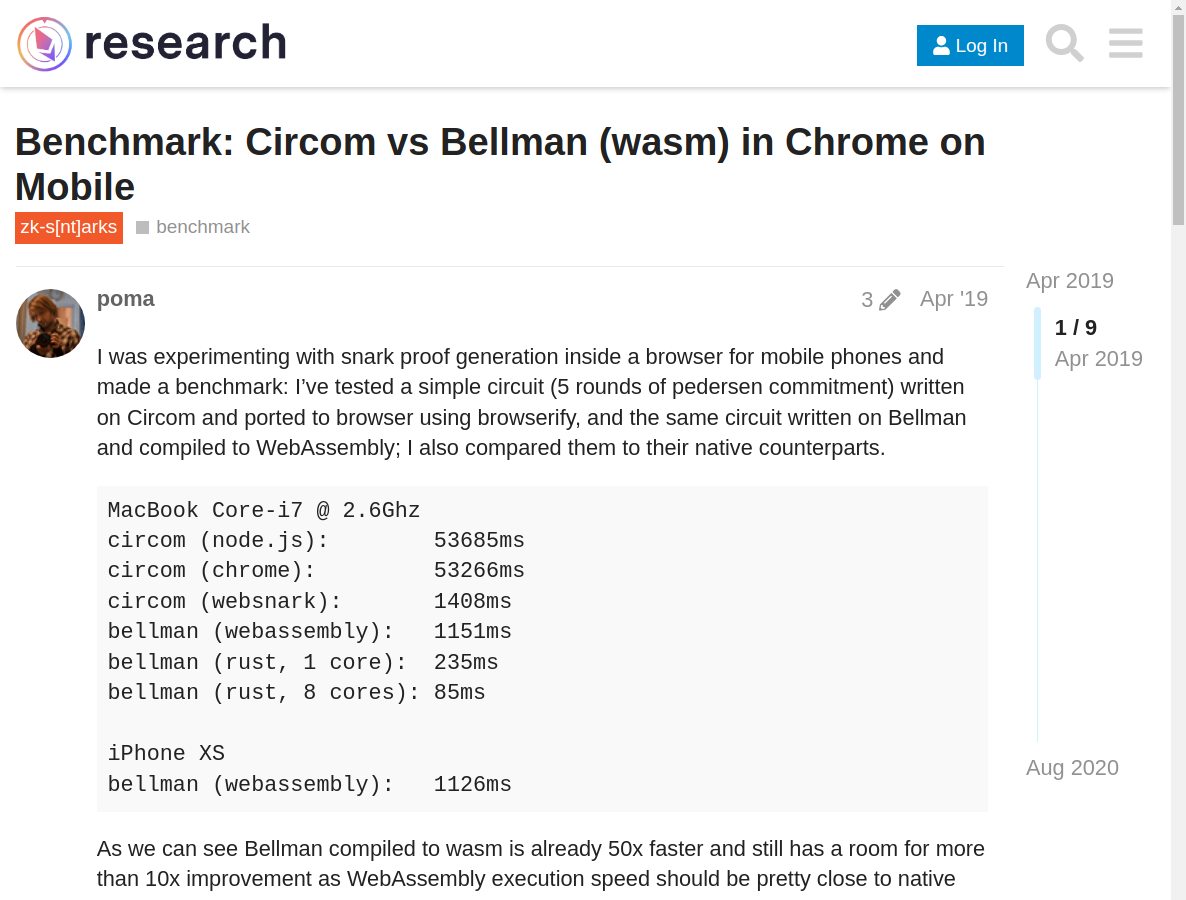 research
Log In
Benchmark: Circom vs Bellman (wasm) in Chrome on
Mobile
zk-s[nt]arks
benchmark
poma
3
Apr '19
I was experimenting with snark proof generation inside a browser for mobile phones and
made a benchmark: I’ve tested a simple circuit (5 rounds of pedersen commitment) written
on Circom and ported to browser using browserify, and the same circuit written on Bellman
and compiled to WebAssembly; I also compared them to their native counterparts.
MacBook Core-i7 @ 2.6Ghz
circom (node.js):        53685ms
circom (chrome):         53266ms
circom (websnark):       1408ms
bellman (webassembly):   1151ms
bellman (rust, 1 core):  235ms
bellman (rust, 8 cores): 85ms
iPhone XS
bellman (webassembly):   1126ms
As we can see Bellman compiled to wasm is already 50x faster and still has a room for more
than 10x improvement as WebAssembly execution speed should be pretty close to native
Apr 2019
1 / 9
Apr 2019
Aug 2020